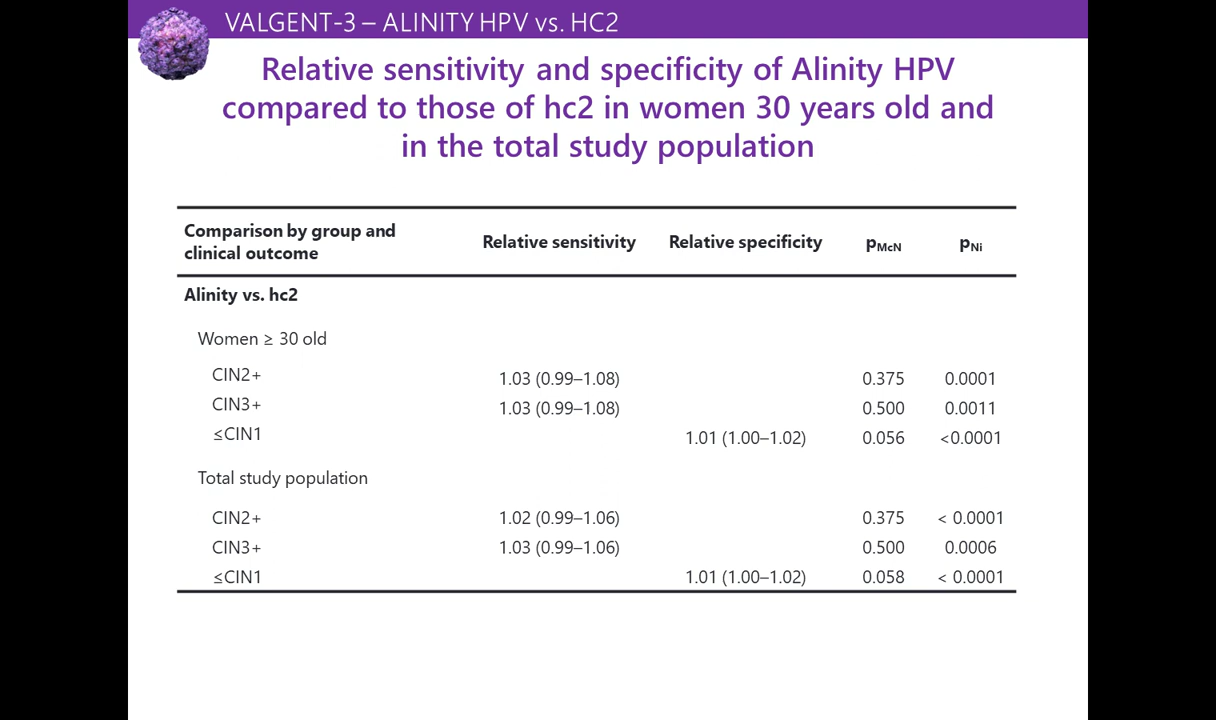 VALGENT-3 – ALINITY HPV vs. HC2
Relative sensitivity and specificity of Alinity HPV
compared to those of hc2 in women 30 years old and
in the total study population
Comparison by group and
clinical outcome
Relative sensitivity
Relative specificity
pMcN
pNi
Alinity vs. hc2
Women ≥ 30 old
CIN2+ 1.03 (0.99–1.08) 0.375 0.0001
CIN3+ 1.03 (0.99–1.08) 0.500 0.0011
≤CIN1 1.01 (1.00–1.02) 0.056 <0.0001
Total study population
CIN2+ 1.02 (0.99–1.06) 0.375 < 0.0001
CIN3+ 1.03 (0.99–1.06) 0.500 0.0006
≤CIN1 1.01 (1.00–1.02) 0.058 < 0.0001